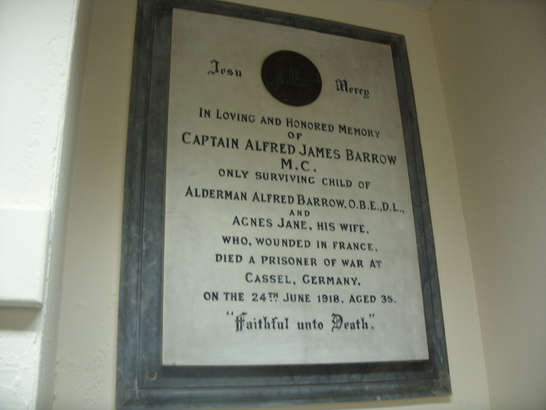 Jesu Mercy
IN LOVING AND HONORED MEMORY
OF
CAPTAIN ALFRED JAMES BARROW
M.C.
ONLY SURVIVING CHILD OF
ALDERMAN ALFRED BARROW, O.B.E., D.L.,
AND
AGNES JANE, HIS WIFE,
WHO, WOUNDED IN FRANCE,
DIED A PRISONER OF WAR AT
CASSEL, GERMANY,
ON THE 24TH JUNE 1918, AGED 35.
"Faithful unto Death".